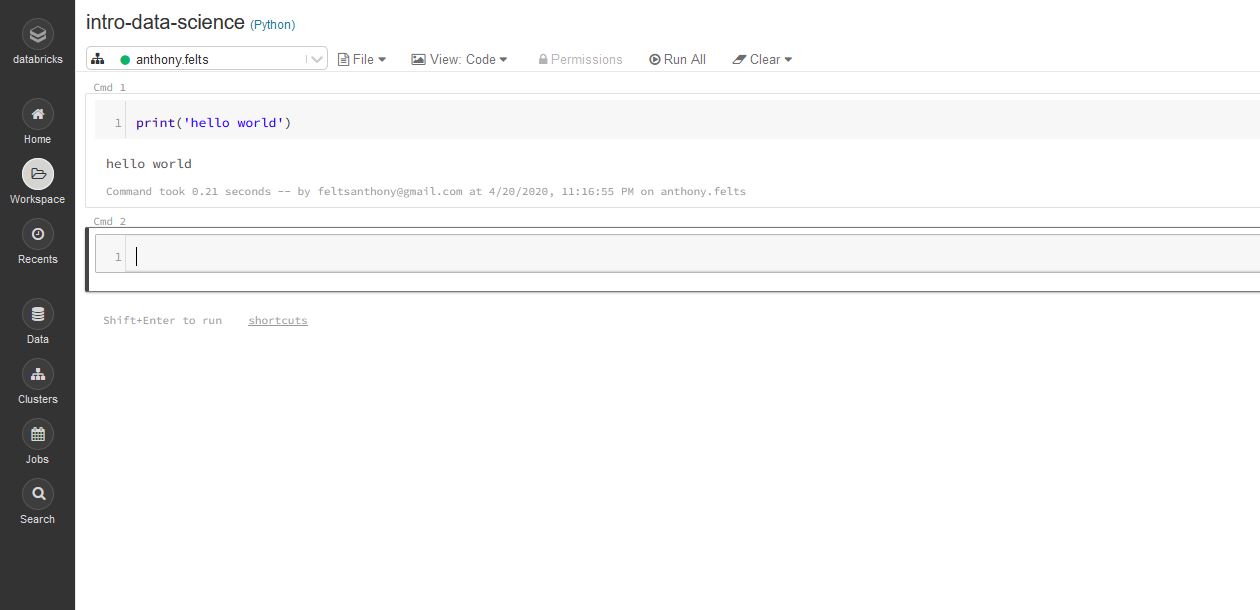 intro-data-science (Python)
anthony.felts File View: Code Permissions Run All Clear
databricks
Home
Workspace
Recents
Data
Clusters
Jobs
Search
Cmd 1
1 print('hello world')
hello world
Command took 0.21 seconds -- by feltsanthony@gmail.com at 4/20/2020, 11:16:55 PM on anthony.felts
Cmd 2
1
Shift+Enter to run shortcuts